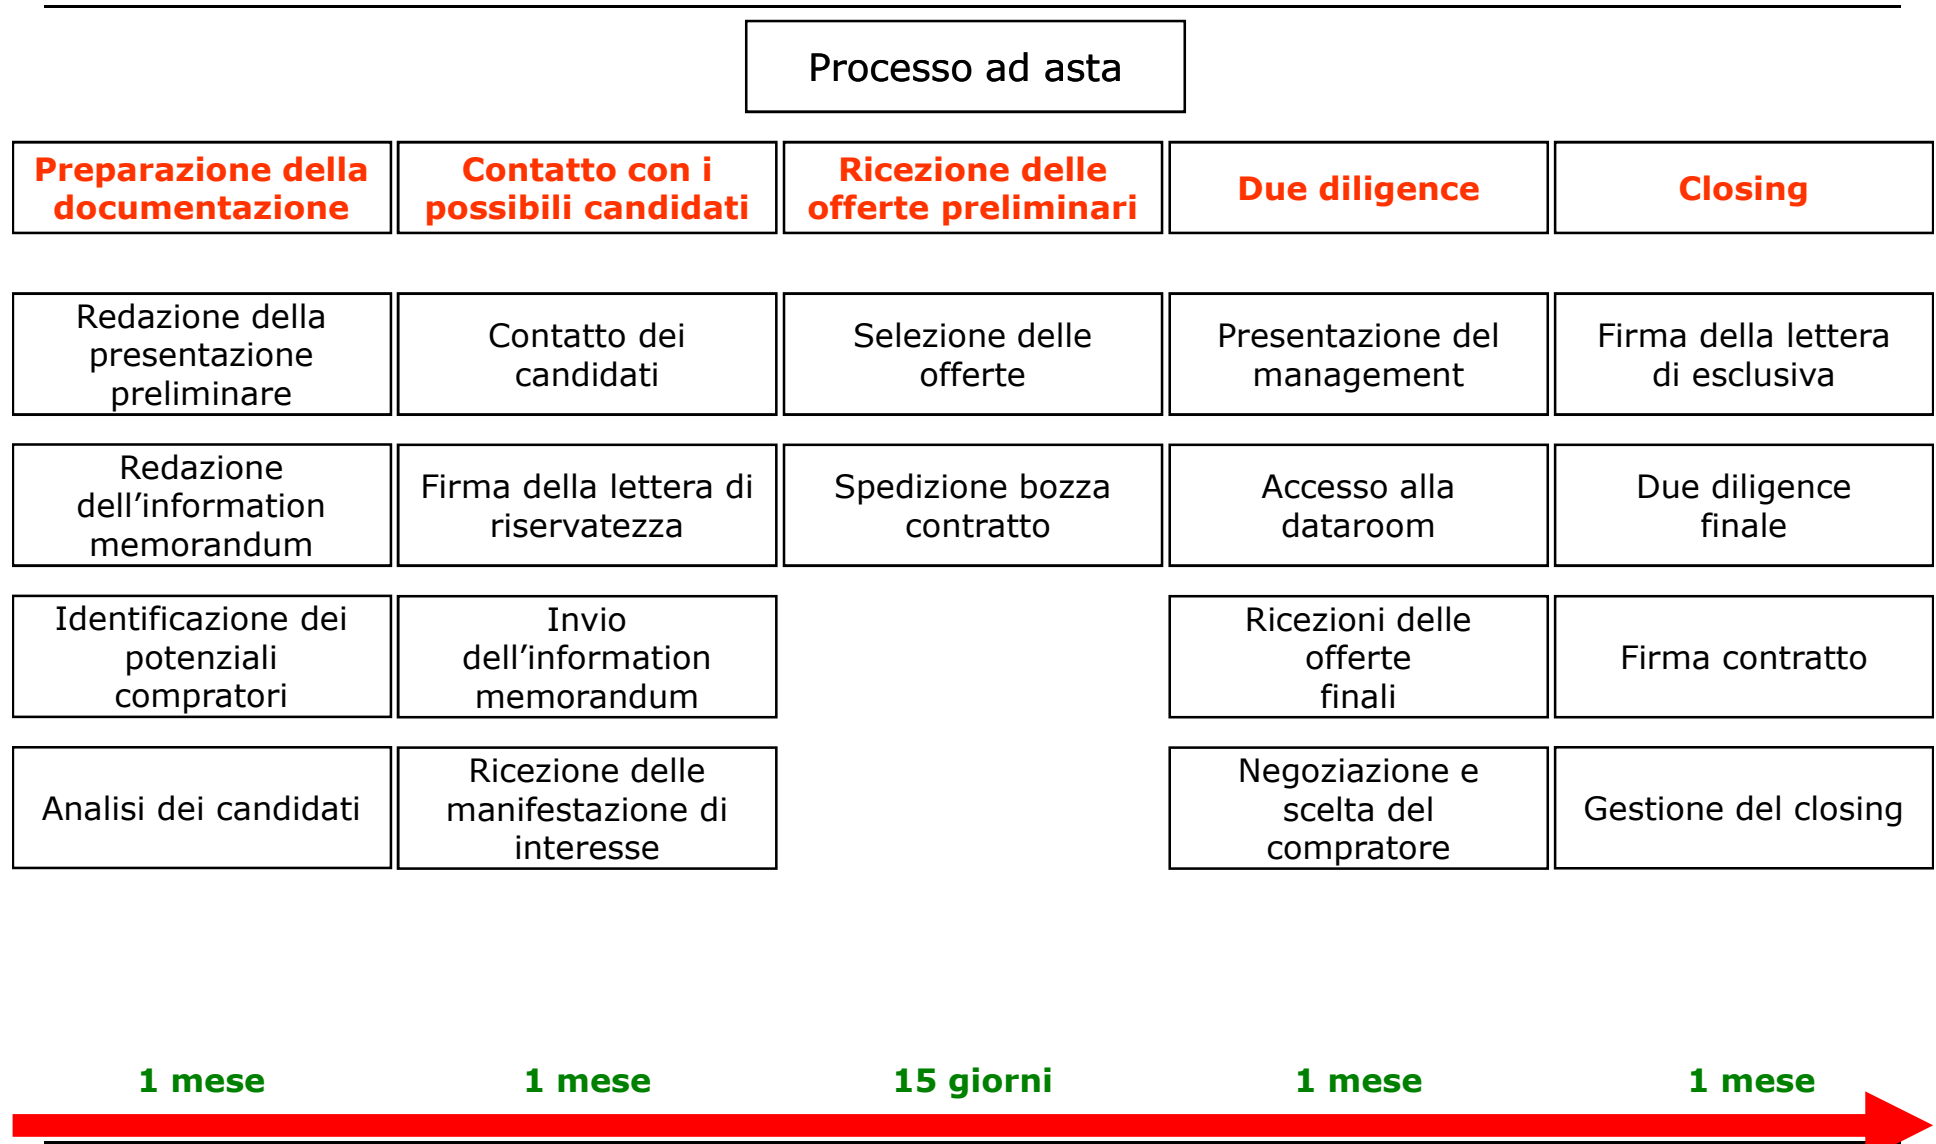 Processo ad asta
Preparazione della
documentazione
Contatto con i
possibili candidati
Ricezione delle
offerte preliminari
Due diligence
Closing
Redazione della
presentazione
preliminare
Contatto dei
candidati
Selezione delle
offerte
Presentazione del
management
Firma della lettera
di esclusiva
Redazione
dell’information
memorandum
Firma della lettera di
riservatezza
Spedizione bozza
contratto
Accesso alla
dataroom
Due diligence
finale
Identificazione dei
potenziali
compratori
Invio
dell’information
memorandum
Ricezioni delle
offerte
finali
Firma contratto
Analisi dei candidati
Ricezione delle
manifestazione di
interesse
Negoziazione e
scelta del
compratore
Gestione del closing
1 mese
1 mese
15 giorni
1 mese
1 mese